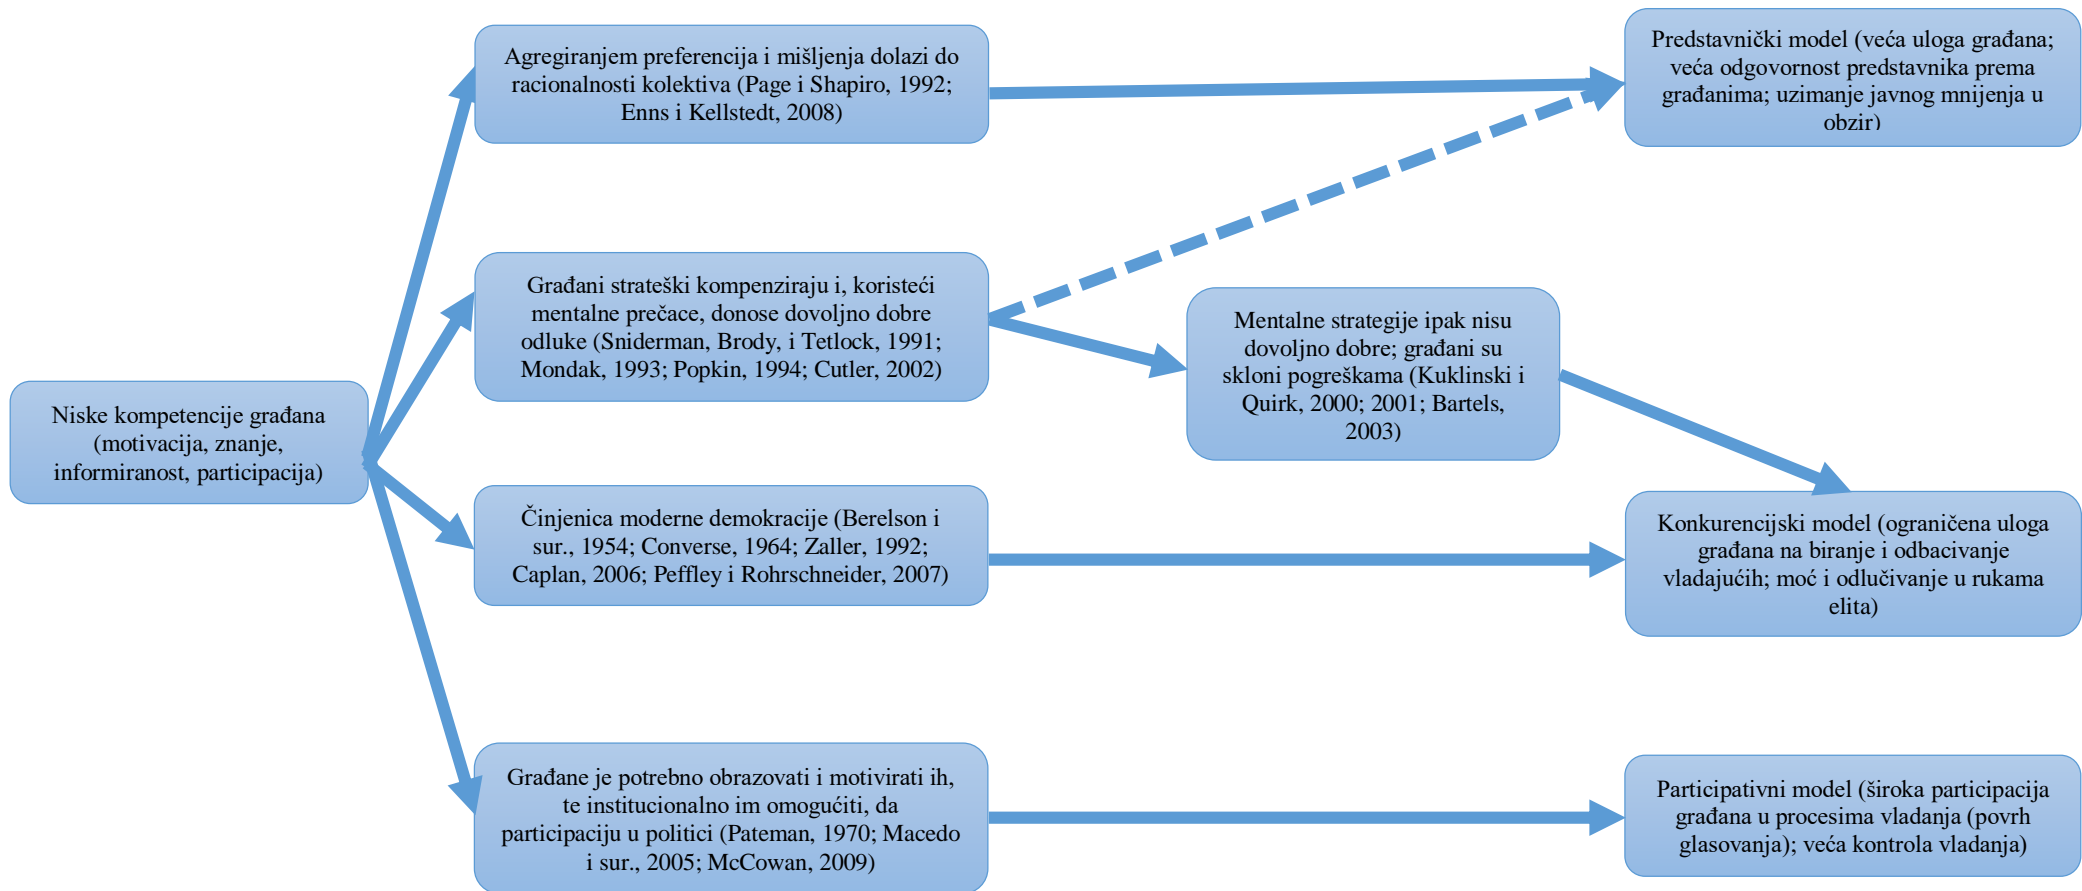 Agregiranjem preferencija i mišljenja dolazi do
racionalnosti kolektiva (Page i Shapiro, 1992;
Enns i Kellstedt, 2008)
Predstavnički model (veća uloga građana;
veća odgovornost predstavnika prema
građanima; uzimanje javnog mnijenja u
obzir)
Građani strateški kompenziraju i, koristeći
mentalne prečace, donose dovoljno dobre
odluke (Sniderman, Brody, i Tetlock, 1991;
Mondak, 1993; Popkin, 1994; Cutler, 2002)
Mentalne strategije ipak nisu
dovoljno dobre; građani su
skloni pogreškama (Kuklinski i
Quirk, 2000; 2001; Bartels,
2003)
Niske kompetencije građana
(motivacija, znanje,
informiranost, participacija)
Činjenica moderne demokracije (Berelson i
sur., 1954; Converse, 1964; Zaller, 1992;
Caplan, 2006; Peffley i Rohrschneider, 2007)
Konkurencijski model (ograničena uloga
građana na biranje i odbacivanje
vladajućih; moć i odlučivanje u rukama
elita)
Građane je potrebno obrazovati i motivirati ih,
te institucionalno im omogućiti, da
participaciju u politici (Pateman, 1970; Macedo
i sur., 2005; McCowan, 2009)
Participativni model (široka participacija
građana u procesima vladanja (povrh
glasovanja); veća kontrola vladanja)